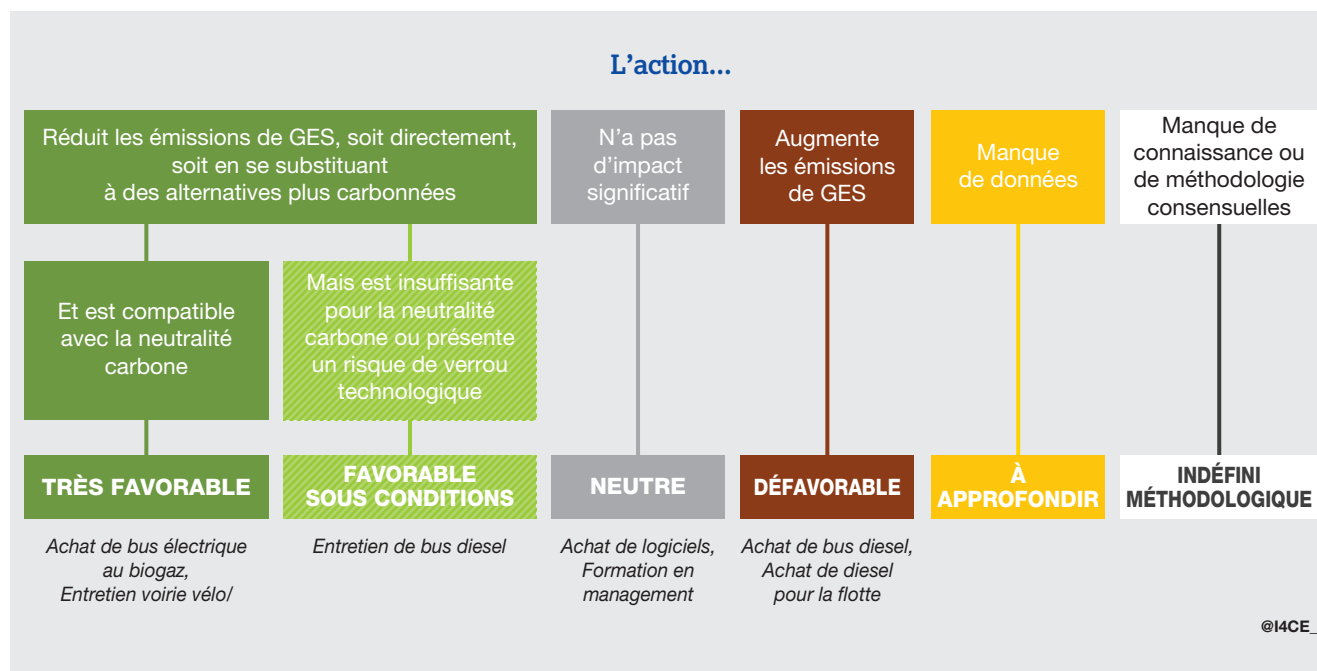 L'action...
Réduit les émissions de GES, soit directement,
soit en se substituant
à des alternatives plus carbonnées
N'a pas
d'impact
significatif
Augmente
les émissions
de GES
Manque
de données
Manque de
connaissance ou
de méthodologie
consensuelles
Et est compatible
avec la neutralité
carbone
Mais est insuffisante
pour la neutralité
carbone ou présente
un risque de verrou
technologique
TRÈS FAVORABLE
FAVORABLE
SOUS CONDITIONS
NEUTRE
DÉFAVORABLE
À
APPROFONDIR
INDÉFINI
MÉTHODOLOGIQUE
Achat de bus électrique
au biogaz,
Entretien voirie vélo/
Entretien de bus diesel
Achat de logiciels,
Formation en
management
Achat de bus diesel,
Achat de diesel
pour la flotte
@I4CE_